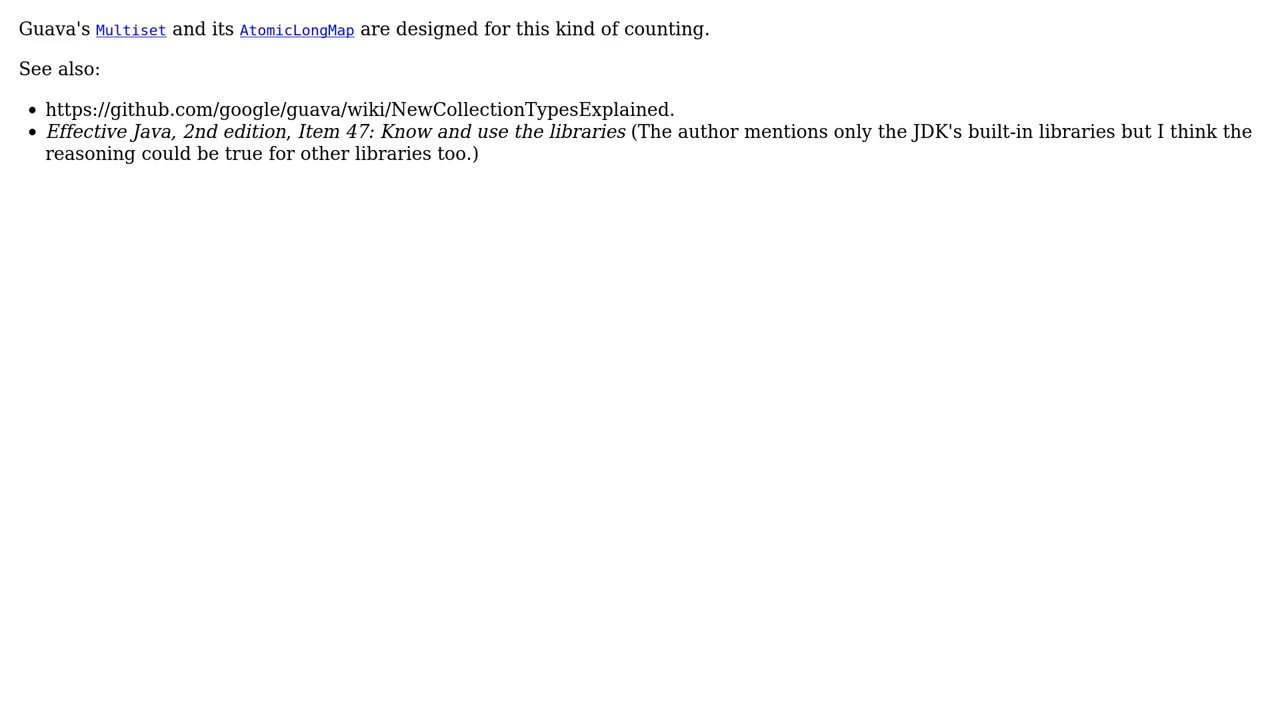 Guava's Multiset and its AtomicLongMap are designed for this kind of counting.
See also:
• https://github.com/google/guava/wiki/NewCollectionTypesExplained.
• Effective Java, 2nd edition, Item 47: Know and use the libraries (The author mentions only the JDK's built-in libraries but I think the
reasoning could be true for other libraries too.)